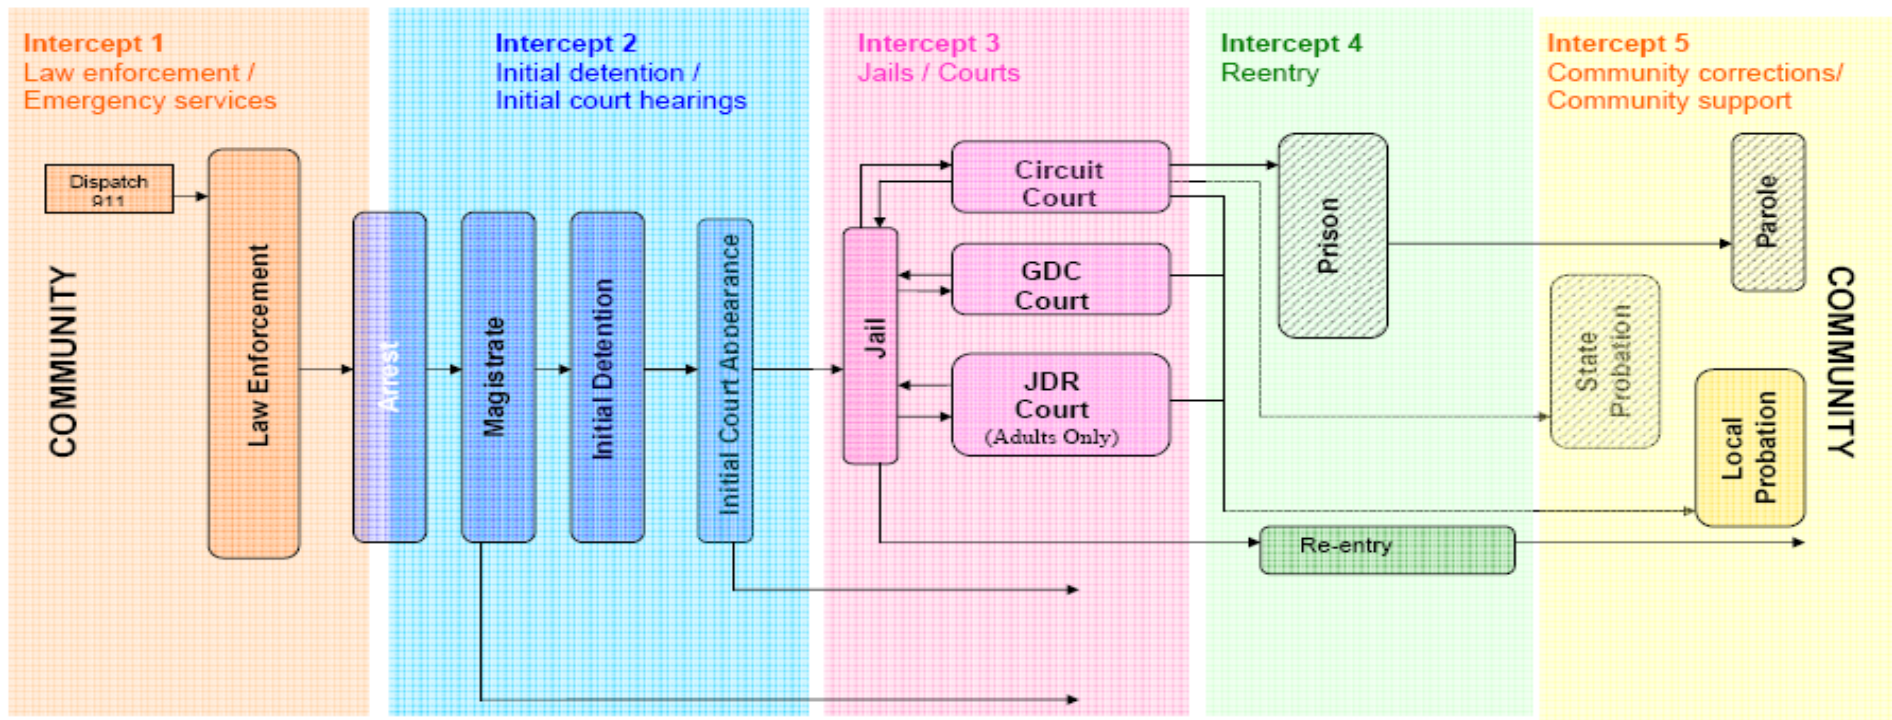 Intercept 1
Law enforcement /
Emergency services
Intercept 2
Initial detention /
Initial court hearings
Intercept 3
Jails / Courts
Intercept 4
Reentry
Intercept 5
Community corrections/
Community support
COMMUNITY
Dispatch
911
Law Enforcement
Arrest
Magistrate
Initial Detention
Initial Court Appearance
Jail
Circuit
Court
GDC
Court
JDR
Court
(Adults Only)
Prison
Re-entry
Parole
State
Probation
Local
Probation
COMMUNITY